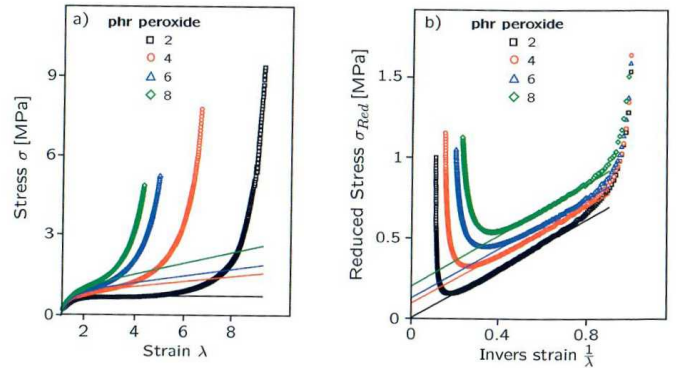 a)
phr peroxide
2
4
6
8
9
6
3
0
Stress σ [MPa]
2 4 6 8
Strain λ
b)
phr peroxide
2
4
6
8
1.5
1
0.5
0
Reduced Stress σRed [MPa]
0 0.4 0.8
Invers strain 1/λ